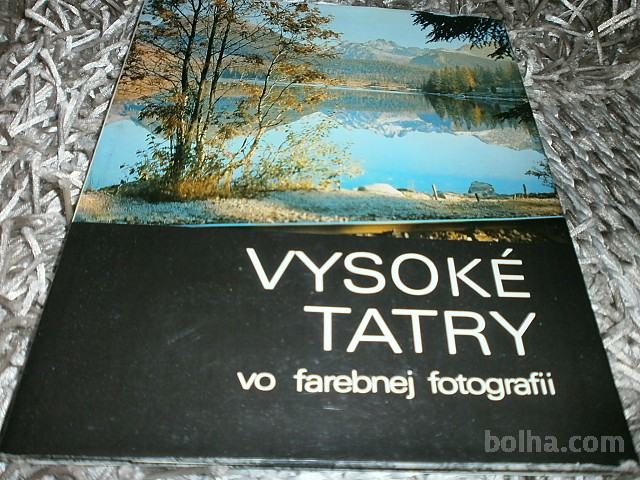 VYSOKÉ
TATRY
vo farebnej fotografii
bolha.com